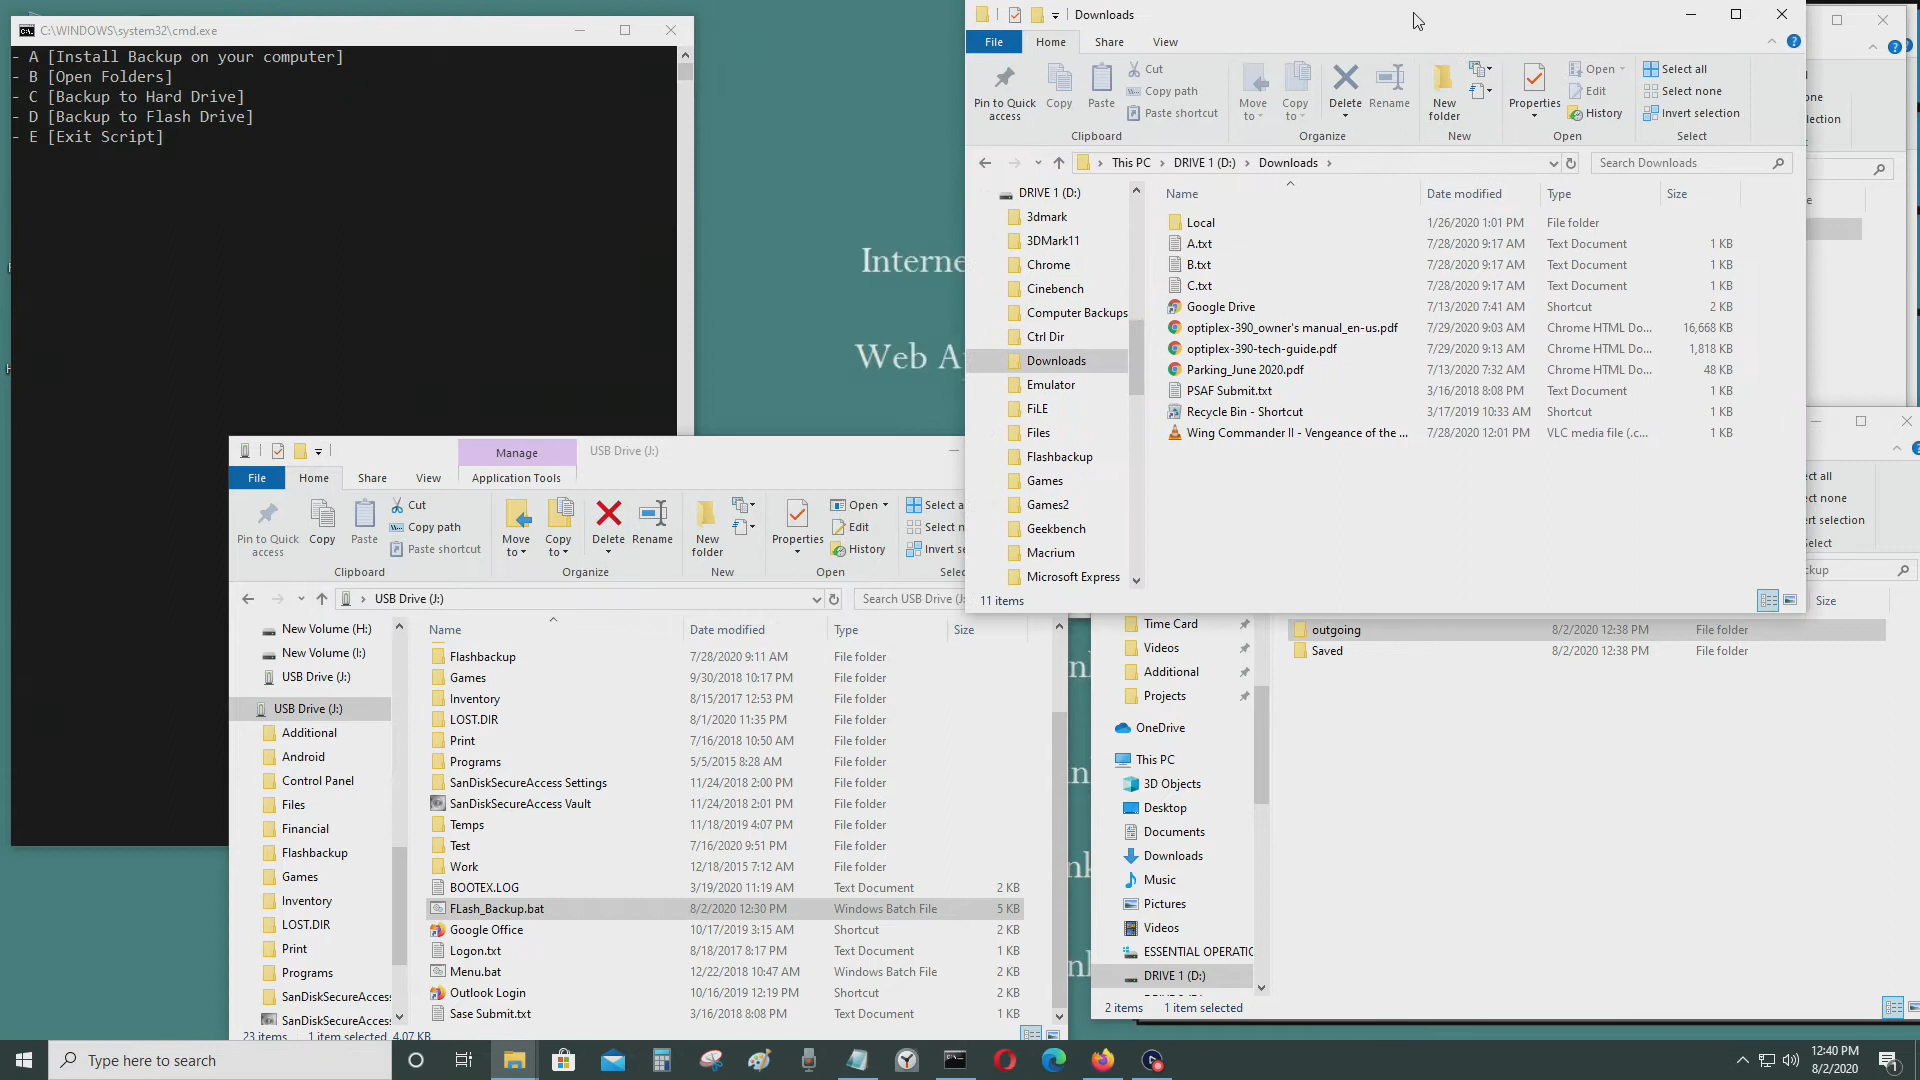 C:\WINDOWS\system32\cmd.exe
- A [Install Backup on your computer]
- B [Open Folders]
- C [Backup to Hard Drive]
- D [Backup to Flash Drive]
- E [Exit Script]
Downloads
File Home Share View
Pin to Quick access
Copy
Paste
Cut
Copy path
Paste shortcut
Clipboard
Move to
Copy to
Delete
Rename
Organize
New folder
New
Properties
Open
Edit
History
Open
Select all
Select none
Invert selection
Select
This PC DRIVE 1 (D:) Downloads
Search Downloads
DRIVE 1 (D:)
3dmark
3DMark11
Chrome
Cinebench
Computer Backups
Ctrl Dir
Downloads
Emulator
FiLE
Files
Flashbackup
Games
Games2
Geekbench
Macrium
Microsoft Express
Name Date modified Type Size
Local 1/26/2020 1:01 PM File folder
A.txt 7/28/2020 9:17 AM Text Document 1 KB
B.txt 7/28/2020 9:17 AM Text Document 1 KB
C.txt 7/28/2020 9:17 AM Text Document 1 KB
Google Drive 7/13/2020 7:41 AM Shortcut 2 KB
optiplex-390_owner's manual_en-us.pdf 7/29/2020 9:03 AM Chrome HTML Do... 16,668 KB
optiplex-390-tech-guide.pdf 7/29/2020 9:13 AM Chrome HTML Do... 1,818 KB
Parking_June 2020.pdf 7/13/2020 7:32 AM Chrome HTML Do... 48 KB
PSAF Submit.txt 3/16/2018 8:08 PM Text Document 1 KB
Recycle Bin - Shortcut 3/17/2019 10:33 AM Shortcut 1 KB
Wing Commander II - Vengeance of the ... 7/28/2020 12:01 PM VLC media file (.c... 1 KB
11 items
Interne
Web A
Manage
USB Drive (J:)
File Home Share View Application Tools
Pin to Quick access
Copy
Paste
Cut
Copy path
Paste shortcut
Clipboard
Move to
Copy to
Delete
Rename
Organize
New folder
New
Properties
Open
Edit
History
Open
Select a
Select n
Invert s
Selec
USB Drive (J:)
Search USB Drive (J:
New Volume (H:)
New Volume (I:)
USB Drive (J:)
USB Drive (J:)
Additional
Android
Control Panel
Files
Financial
Flashbackup
Games
Inventory
LOST.DIR
Print
Programs
SanDiskSecureAccess
SanDiskSecureAccess
Name Date modified Type Size
Flashbackup 7/28/2020 9:11 AM File folder
Games 9/30/2018 10:17 PM File folder
Inventory 8/15/2017 12:53 PM File folder
LOST.DIR 8/1/2020 11:35 PM File folder
Print 7/16/2018 10:50 AM File folder
Programs 5/5/2015 8:28 AM File folder
SanDiskSecureAccess Settings 11/24/2018 2:00 PM File folder
SanDiskSecureAccess Vault 11/24/2018 2:01 PM File folder
Temps 11/18/2019 4:07 PM File folder
Test 7/16/2020 9:51 PM File folder
Work 12/18/2015 7:12 AM File folder
BOOTEX.LOG 3/19/2020 11:19 AM Text Document 2 KB
FLash_Backup.bat 8/2/2020 12:30 PM Windows Batch File 5 KB
Google Office 10/17/2019 3:15 AM Shortcut 2 KB
Logon.txt 8/18/2017 8:17 PM Text Document 1 KB
Menu.bat 12/22/2018 10:47 AM Windows Batch File 2 KB
Outlook Login 10/16/2019 12:19 PM Shortcut 2 KB
Sase Submit.txt 3/16/2018 8:08 PM Text Document 1 KB
23 items 1 item selected 4.07 KB
one
lection
ct all
ct none
rt selection
elect
ckup
Size
Time Card
Videos
Additional
Projects
OneDrive
This PC
3D Objects
Desktop
Documents
Downloads
Music
Pictures
Videos
ESSENTIAL OPERATIO
DRIVE 1 (D:)
outgoing 8/2/2020 12:38 PM File folder
Saved 8/2/2020 12:38 PM File folder
2 items 1 item selected
Type here to search
12:40 PM
8/2/2020
1